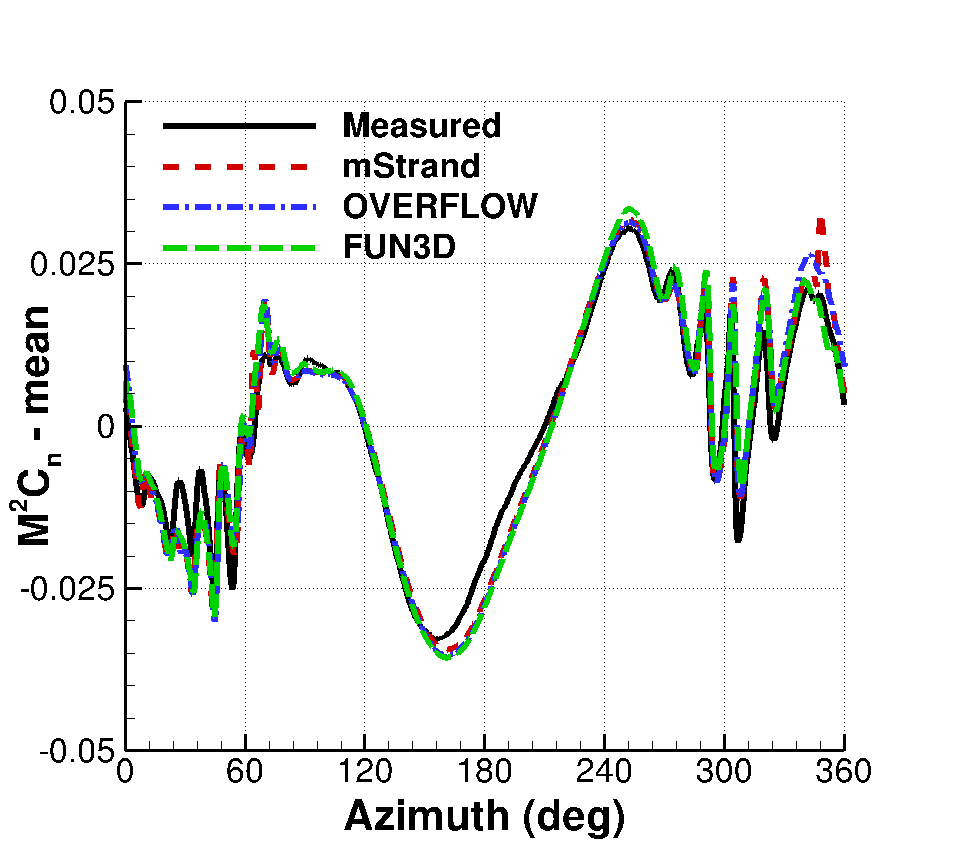 0.05
0.025
0
-0.025
-0.05
M²Cₙ - mean
Measured
mStrand
OVERFLOW
FUN3D
0 60 120 180 240 300 360
Azimuth (deg)